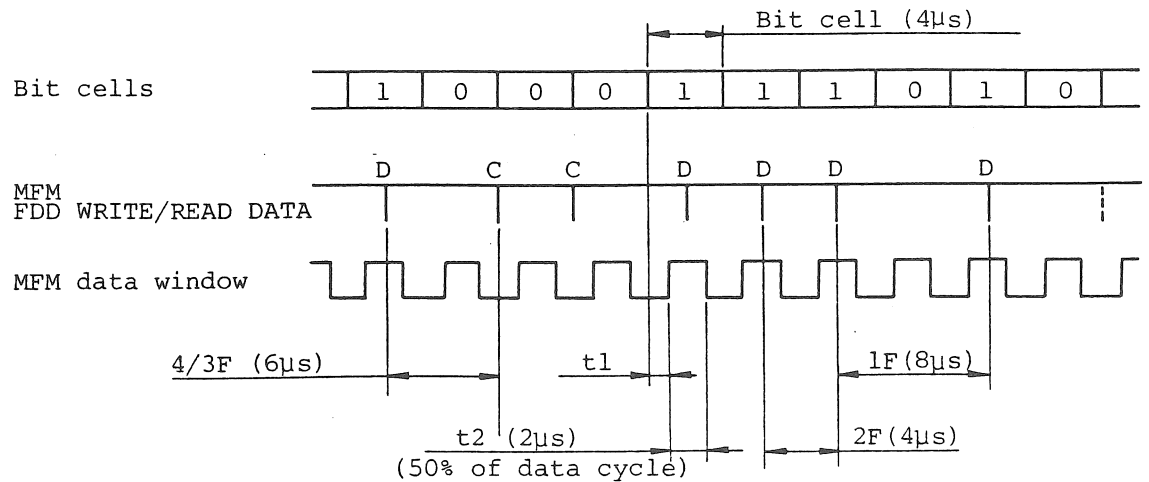 Bit cell (4µs)
Bit cells
1 0 0 0 1 1 1 0 1 0
D C C D D D D
MFM
FDD WRITE/READ DATA
MFM data window
4/3F (6µs)
t1
1F(8µs)
t2 (2µs)
2F(4µs)
(50% of data cycle)